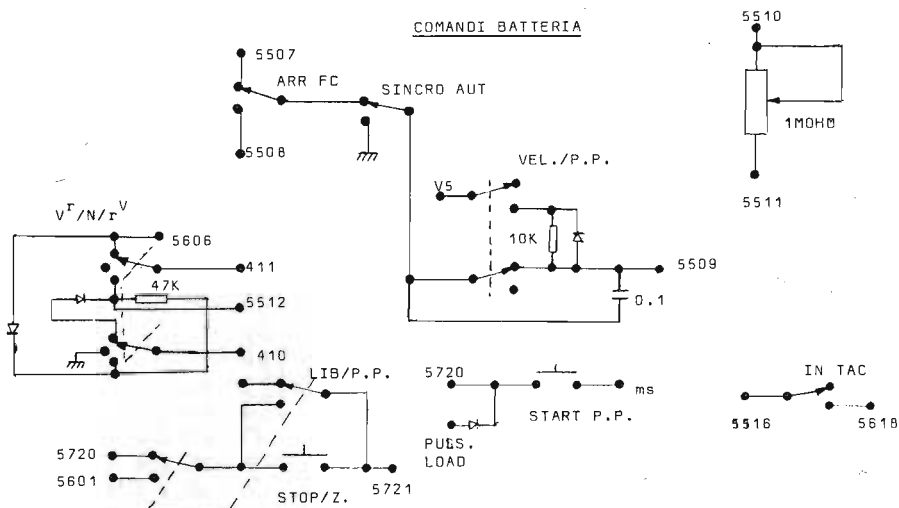 COMANDI BATTERIA
5510
5507
ARR FC
SINCRO AUT
1MOHM
5508
VEL./P.P.
V5
5511
Vr/N/rV
5606
10K
411
5509
47K
5512
0.1
410
LIB/P.P.
5720
IN TAC
ms
START P.P.
5516
5618
PULS.
LOAD
5720
5601
5721
STOP/Z.